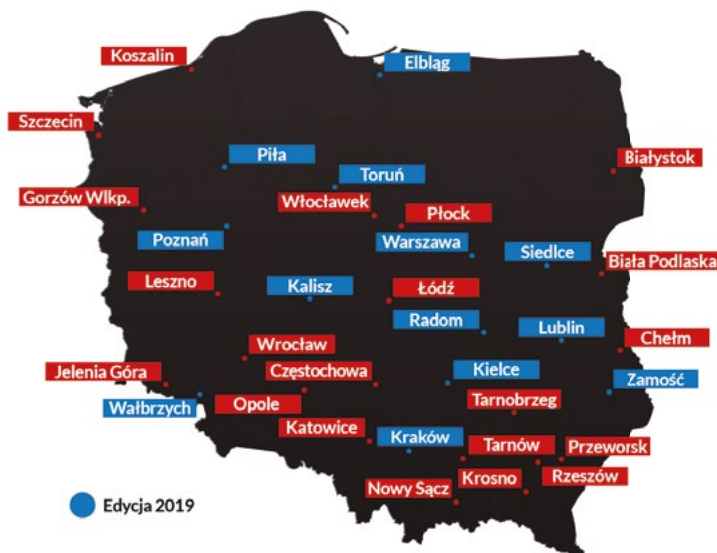 Koszalin
Elbląg
Szczecin
Piła
Białystok
Toruń
Gorzów Wlkp.
Włocławek
Płock
Poznań
Warszawa
Siedlce
Biała Podlaska
Leszno
Kalisz
Łódź
Radom
Lublin
Wrocław
Chełm
Jelenia Góra
Częstochowa
Kielce
Zamość
Wałbrzych
Opole
Tarnobrzeg
Katowice
Kraków
Tarnów
Przeworsk
Nowy Sącz
Krosno
Rzeszów
Edycja 2019